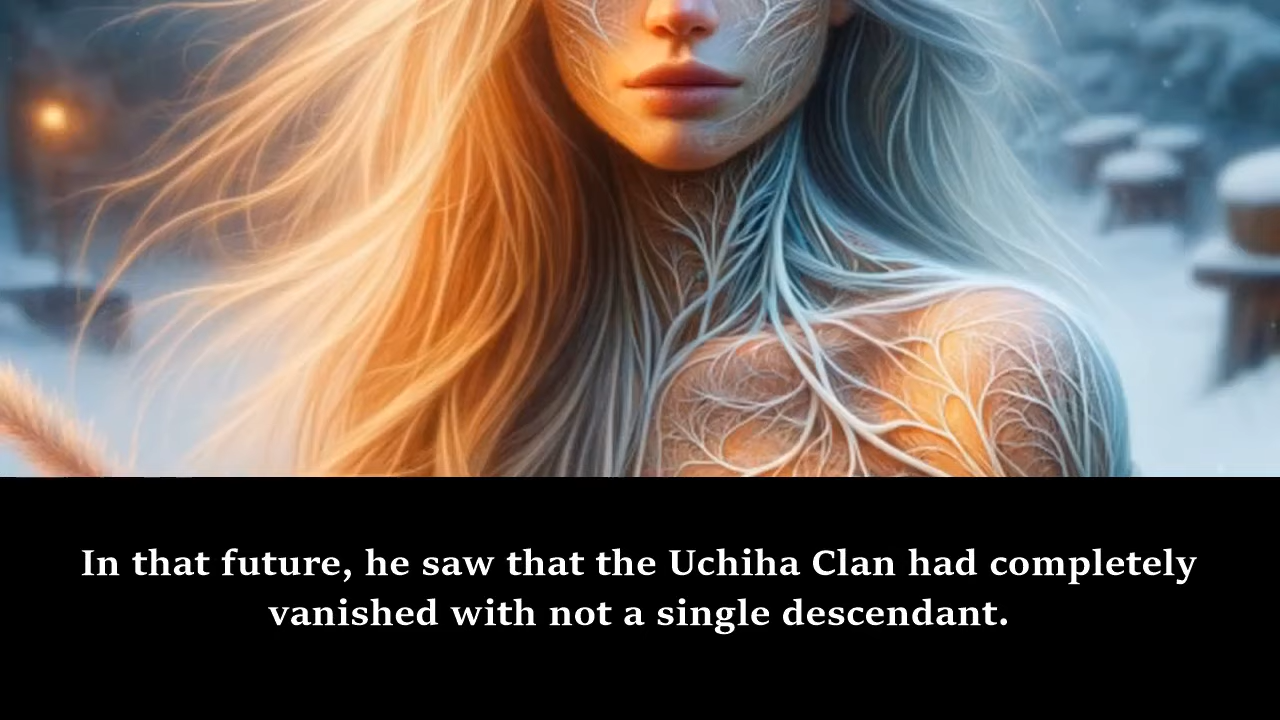 In that future, he saw that the Uchiha Clan had completely
vanished with not a single descendant.